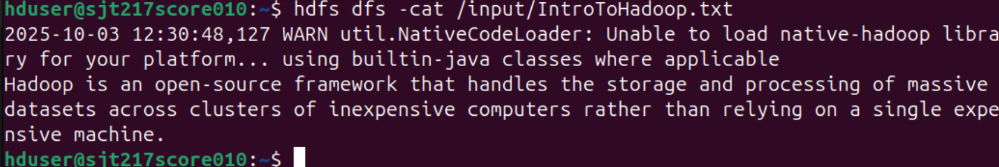 hduser@sjt217score010:~$ hdfs dfs -cat /input/IntroToHadoop.txt
2025-10-03 12:30:48,127 WARN util.NativeCodeLoader: Unable to load native-hadoop libra
ry for your platform... using builtin-java classes where applicable
Hadoop is an open-source framework that handles the storage and processing of massive
datasets across clusters of inexpensive computers rather than relying on a single expe
nsive machine.
hduser@sjt217score010:~$